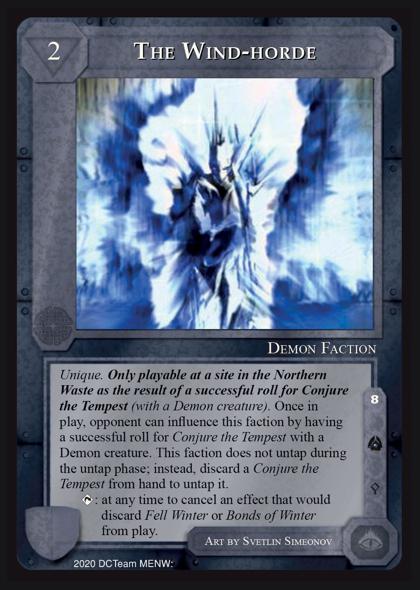 2
The Wind-horde
Demon Faction
Unique. Only playable at a site in the Northern
Waste as the result of a successful roll for Conjure
the Tempest (with a Demon creature). Once in
play, opponent can influence this faction by having
a successful roll for Conjure the Tempest with a
Demon creature. This faction does not untap during
the untap phase; instead, discard a Conjure the
Tempest from hand to untap it.
: at any time to cancel an effect that would
discard Fell Winter or Bonds of Winter
from play.
8
Art by Svetlin Simeonov
2020 DCTeam MENW: